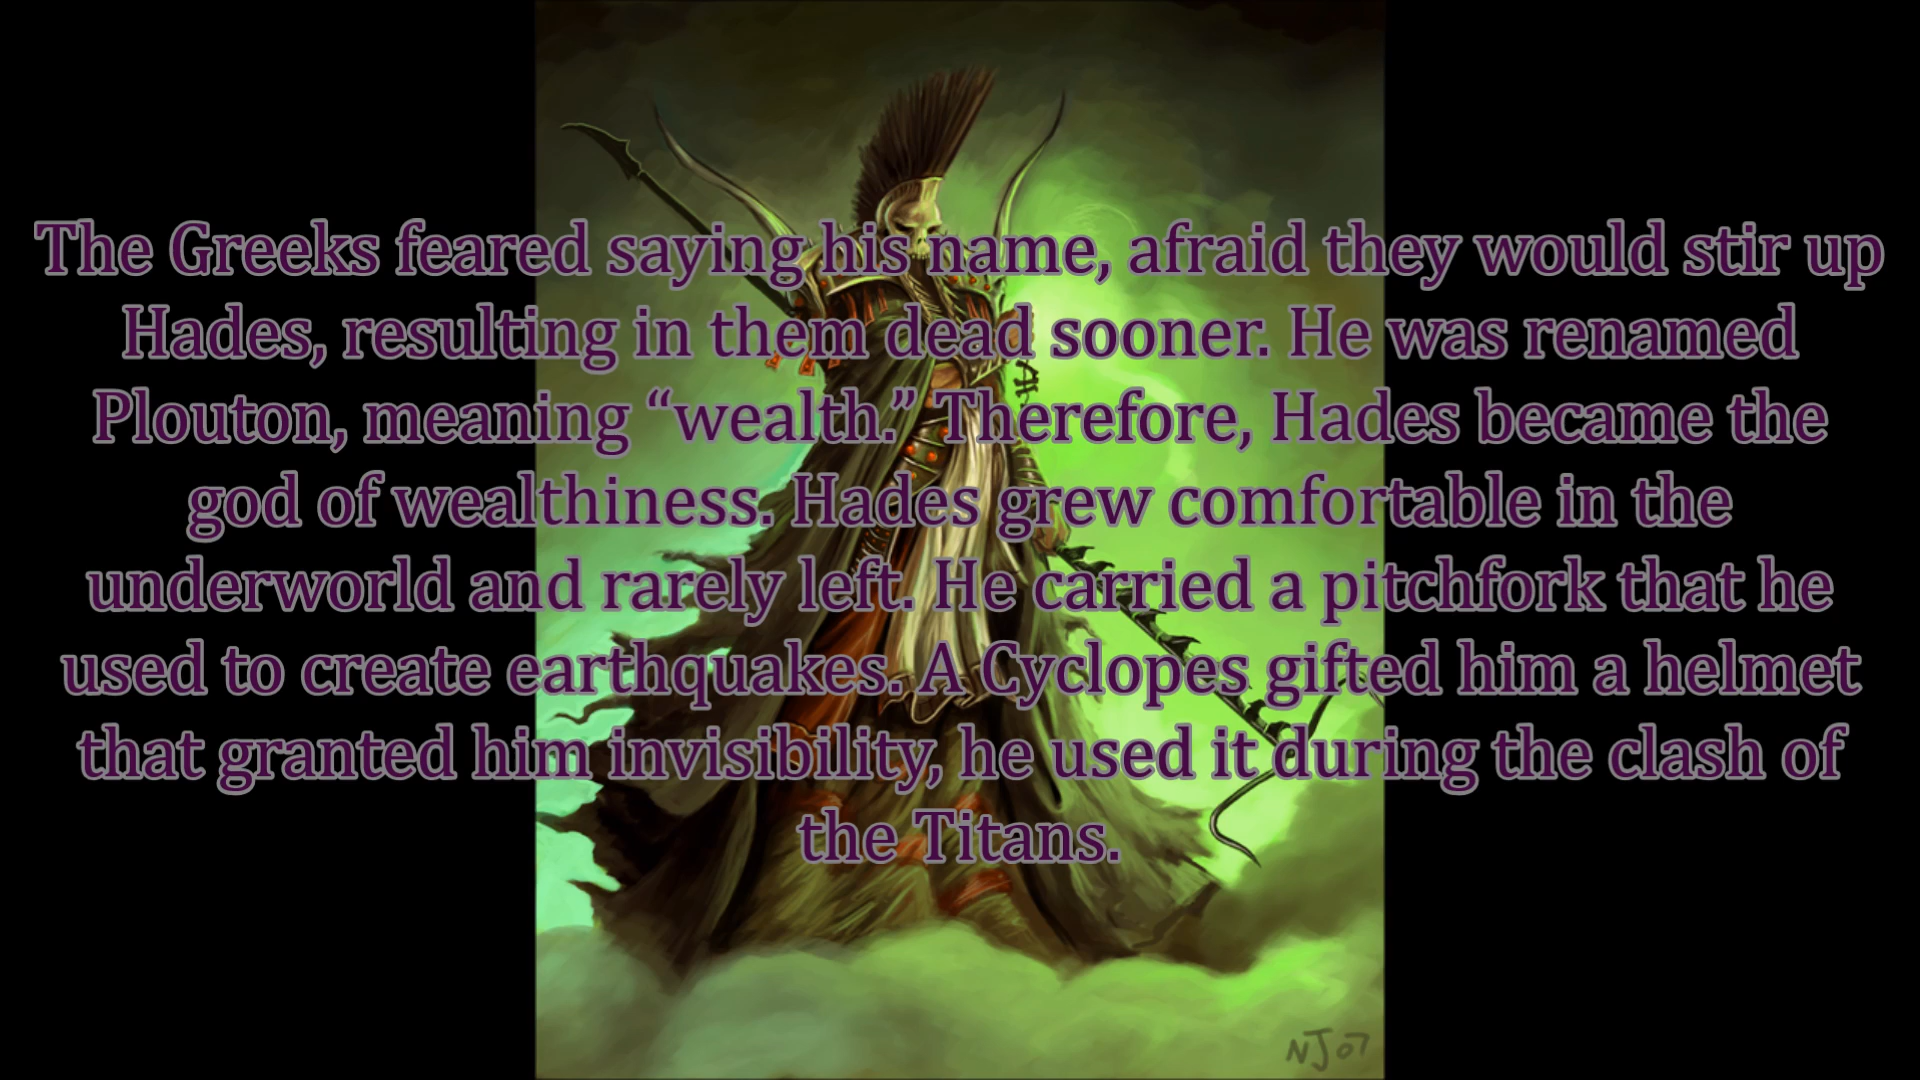 The Greeks feared saying his name, afraid they would stir up
Hades, resulting in them dead sooner. He was renamed
Plouton, meaning “wealth.” Therefore, Hades became the
god of wealthiness. Hades grew comfortable in the
underworld and rarely left. He carried a pitchfork that he
used to create earthquakes. A Cyclopes gifted him a helmet
that granted him invisibility, he used it during the clash of
the Titans.
NJ07